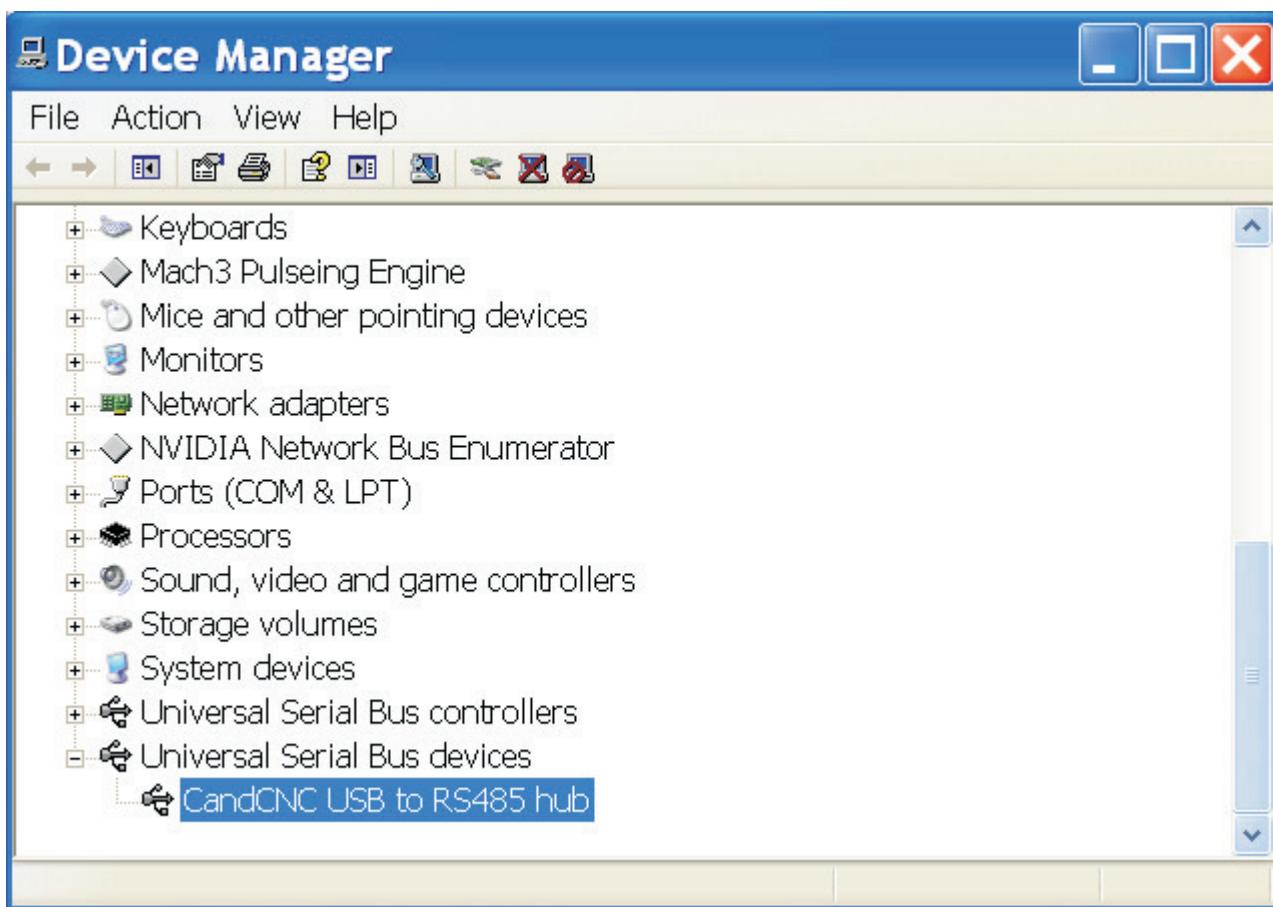 Device Manager
File Action View Help
Keyboards
Mach3 Pulseing Engine
Mice and other pointing devices
Monitors
Network adapters
NVIDIA Network Bus Enumerator
Ports (COM & LPT)
Processors
Sound, video and game controllers
Storage volumes
System devices
Universal Serial Bus controllers
Universal Serial Bus devices
CandCNC USB to RS485 hub